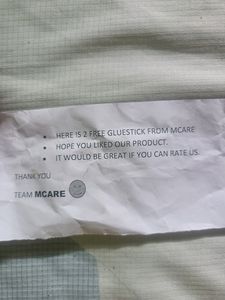 • HERE IS 2 FREE GLUESTICK FROM MCARE
• HOPE YOU LIKED OUR PRODUCT.
• IT WOULD BE GREAT IF YOU CAN RATE US.
THANK YOU
TEAM MCARE